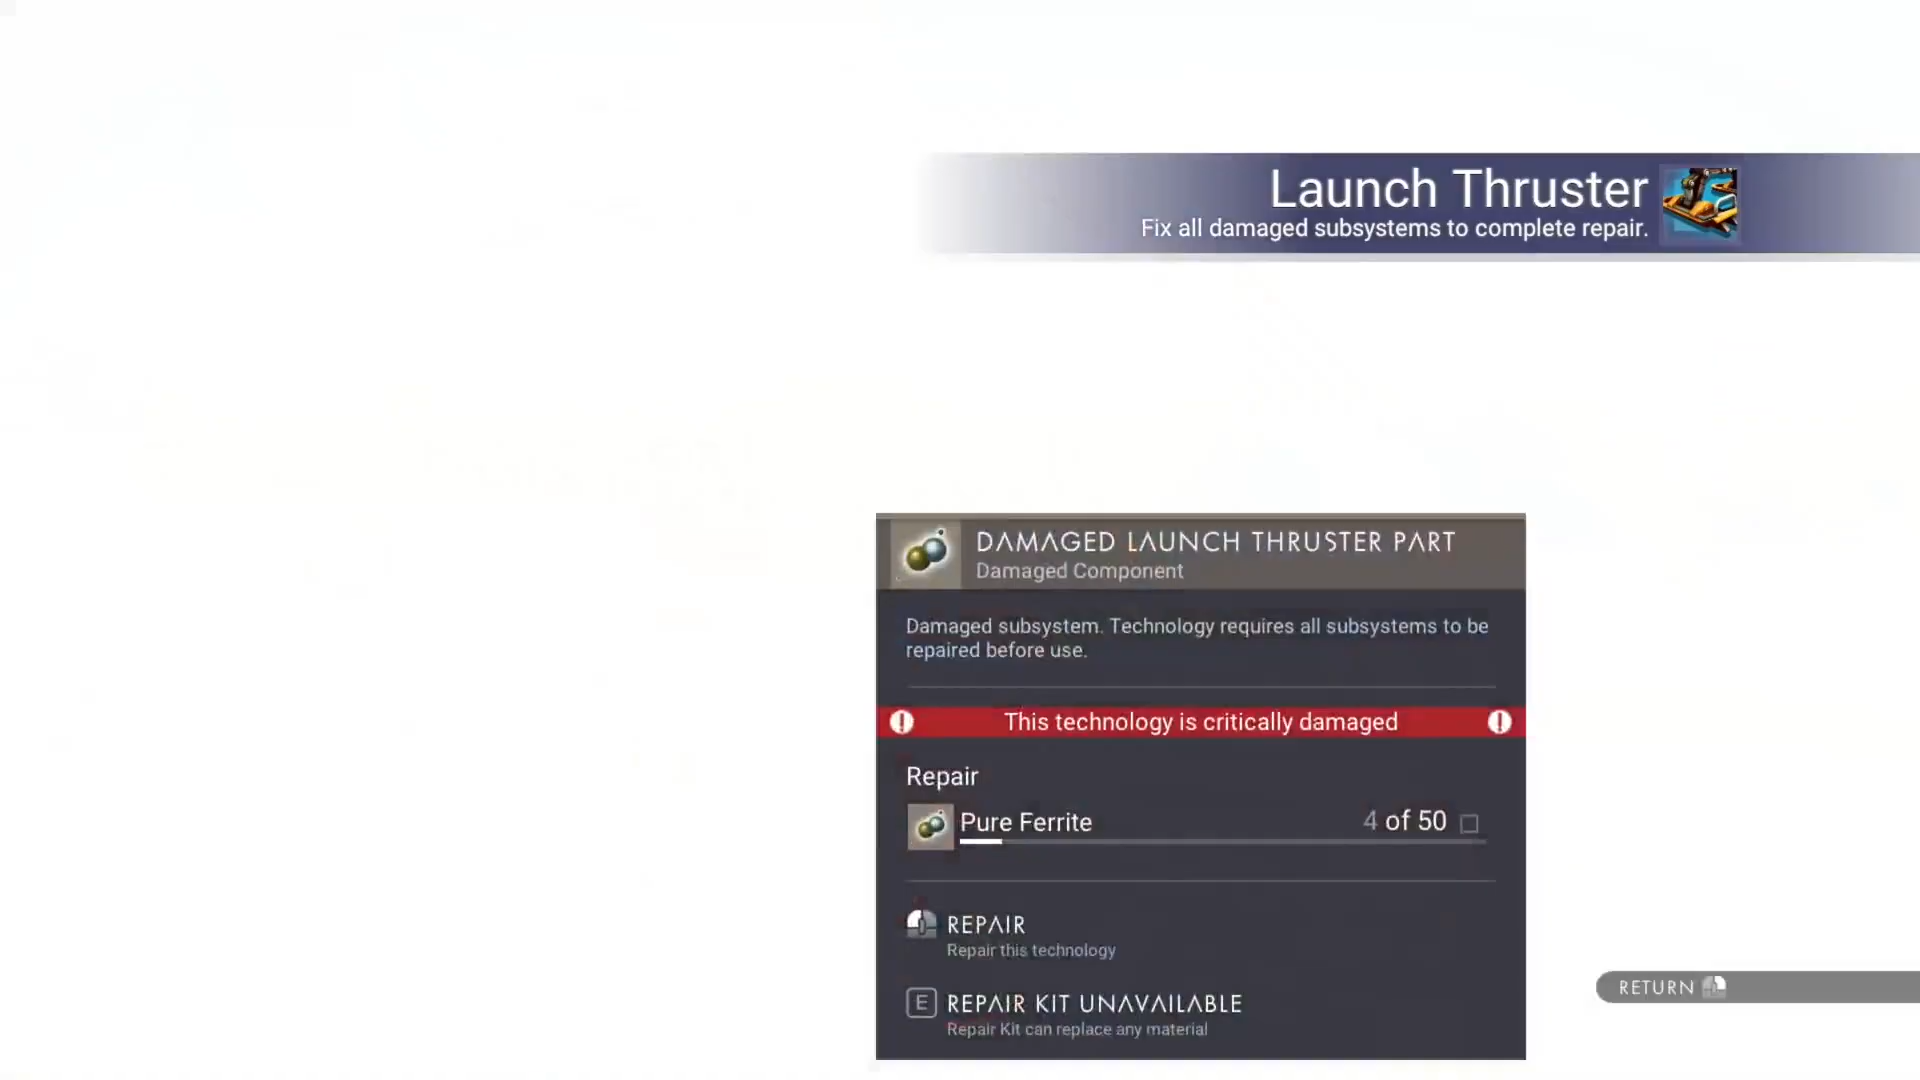 Launch Thruster
Fix all damaged subsystems to complete repair.
DAMAGED LAUNCH THRUSTER PART
Damaged Component
Damaged subsystem. Technology requires all subsystems to be
repaired before use.
This technology is critically damaged
Repair
Pure Ferrite 4 of 50
REPAIR
Repair this technology
RETURN
E REPAIR KIT UNAVAILABLE
Repair Kit can replace any material